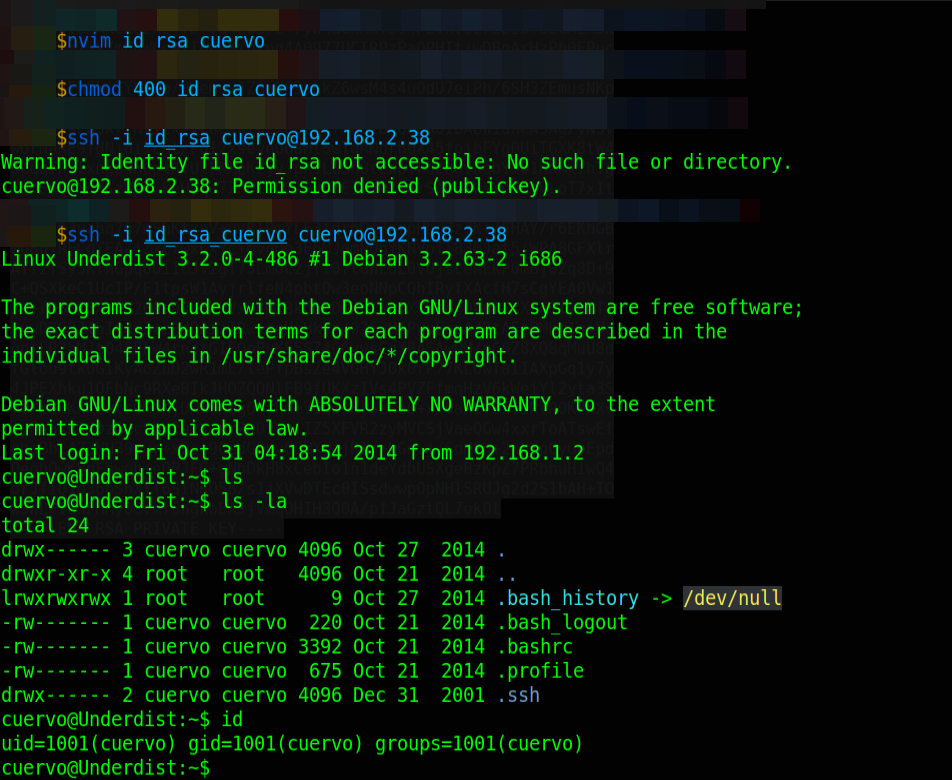 $nvim id_rsa_cuervo
$chmod 400 id_rsa_cuervo
$ssh -i id_rsa cuervo@192.168.2.38
Warning: Identity file id_rsa not accessible: No such file or directory.
cuervo@192.168.2.38: Permission denied (publickey).
$ssh -i id_rsa_cuervo cuervo@192.168.2.38
Linux Underdist 3.2.0-4-486 #1 Debian 3.2.63-2 i686
The programs included with the Debian GNU/Linux system are free software;
the exact distribution terms for each program are described in the
individual files in /usr/share/doc/*/copyright.
Debian GNU/Linux comes with ABSOLUTELY NO WARRANTY, to the extent
permitted by applicable law.
Last login: Fri Oct 31 04:18:54 2014 from 192.168.1.2
cuervo@Underdist:~$ ls
cuervo@Underdist:~$ ls -la
total 24
drwx------ 3 cuervo cuervo 4096 Oct 27  2014 .
drwxr-xr-x 4 root   root   4096 Oct 21  2014 ..
lrwxrwxrwx 1 root   root      9 Oct 27  2014 .bash_history -> /dev/null
-rw------- 1 cuervo cuervo  220 Oct 21  2014 .bash_logout
-rw------- 1 cuervo cuervo 3392 Oct 21  2014 .bashrc
-rw------- 1 cuervo cuervo  675 Oct 21  2014 .profile
drwx------ 2 cuervo cuervo 4096 Dec 31  2001 .ssh
cuervo@Underdist:~$ id
uid=1001(cuervo) gid=1001(cuervo) groups=1001(cuervo)
cuervo@Underdist:~$